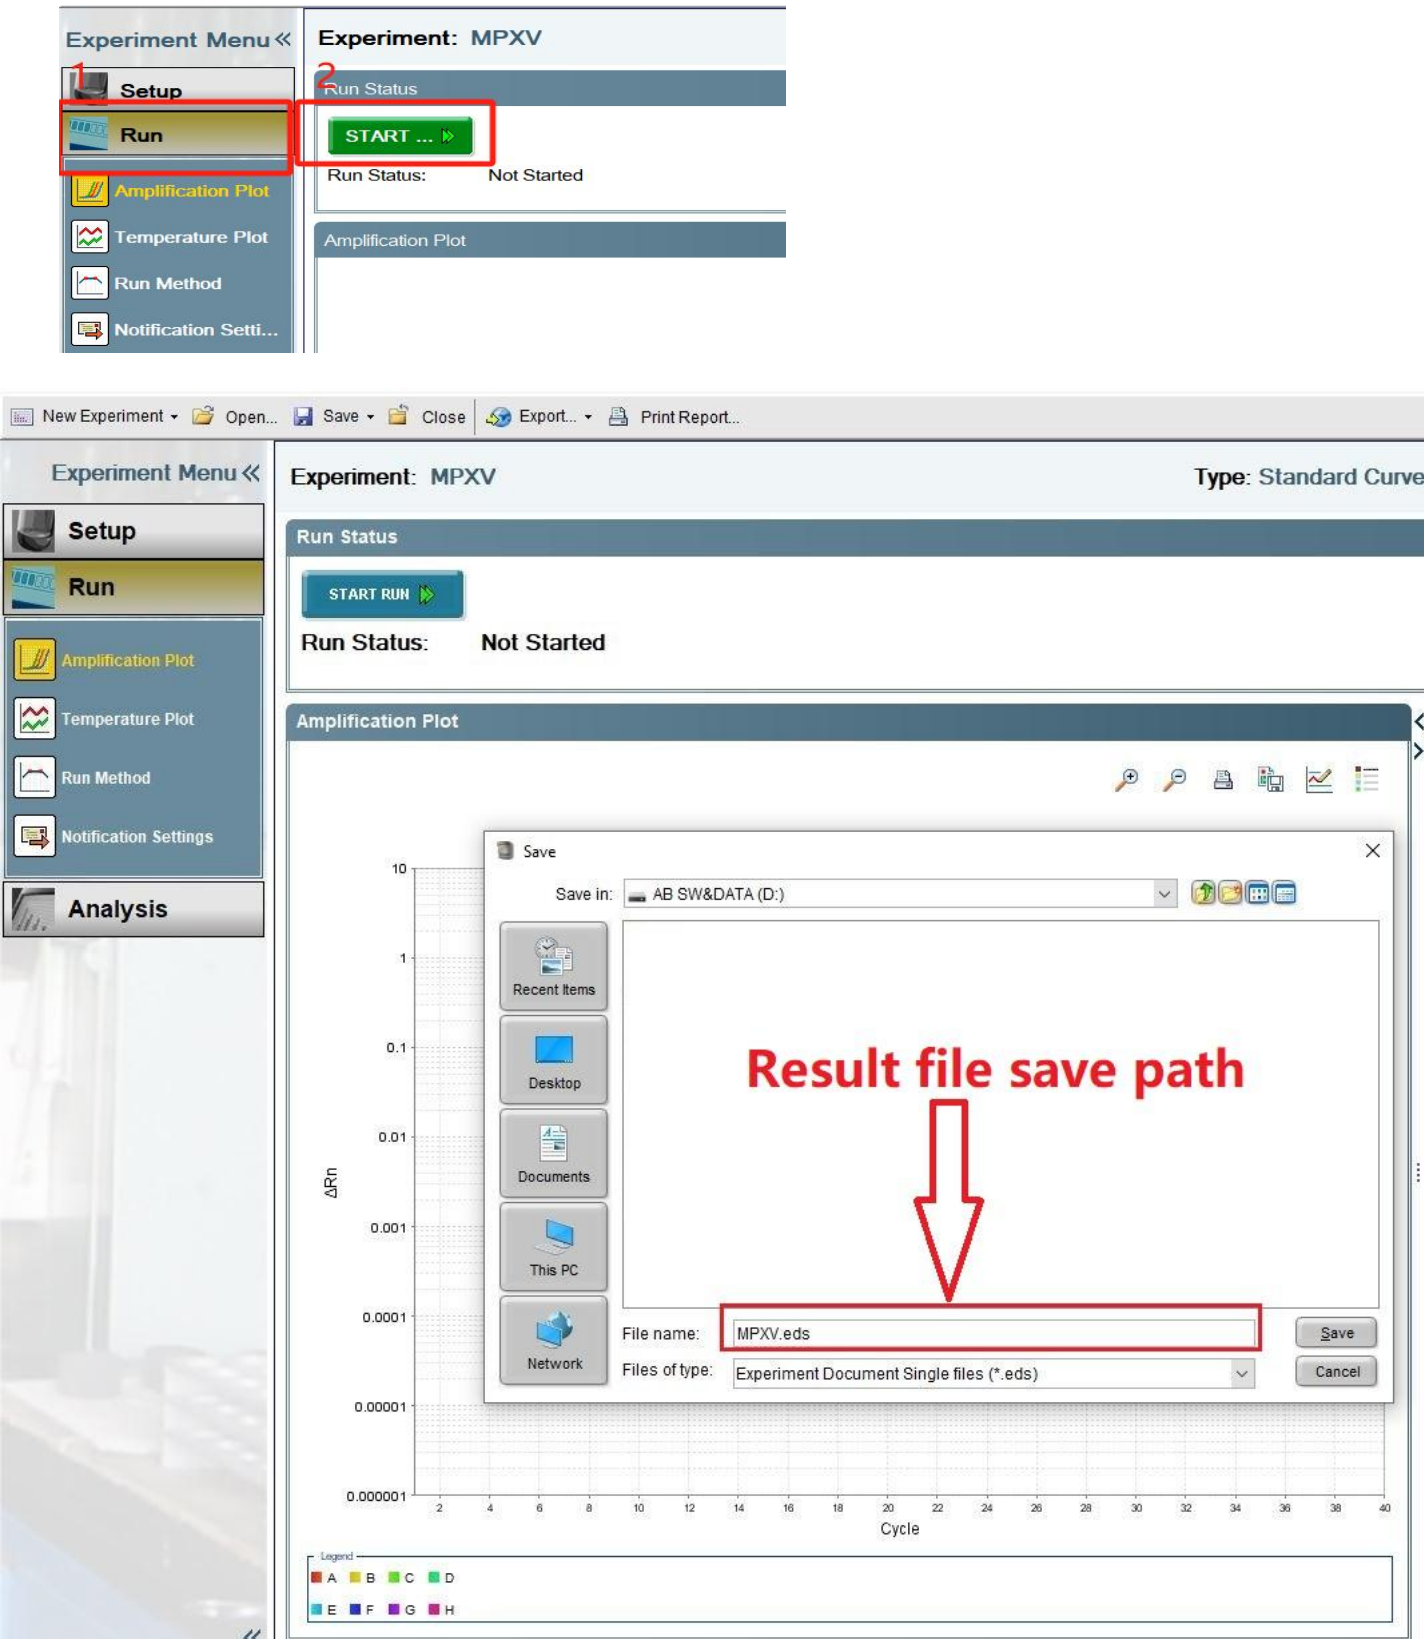 Experiment Menu «
Experiment: MPXV
1
2
Setup
Run Status
Run
START ...
Run Status: Not Started
Amplification Plot
Temperature Plot
Amplification Plot
Run Method
Notification Setti...
New Experiment Open... Save Close Export... Print Report...
Experiment Menu «
Experiment: MPXV
Type: Standard Curve
Setup
Run Status
Run
START RUN
Run Status: Not Started
Amplification Plot
Temperature Plot
Amplification Plot
Run Method
Notification Settings
Analysis
Save
Save in: AB SW&DATA (D:)
Recent Items
Desktop
Documents
This PC
Network
Result file save path
File name: MPXV.eds
Save
Files of type: Experiment Document Single files (*.eds)
Cancel
10
1
0.1
0.01
0.001
0.0001
0.00001
0.000001
ΔRn
2 4 6 8 10 12 14 16 18 20 22 24 26 28 30 32 34 36 38 40
Cycle
Legend
A B C D
E F G H
«